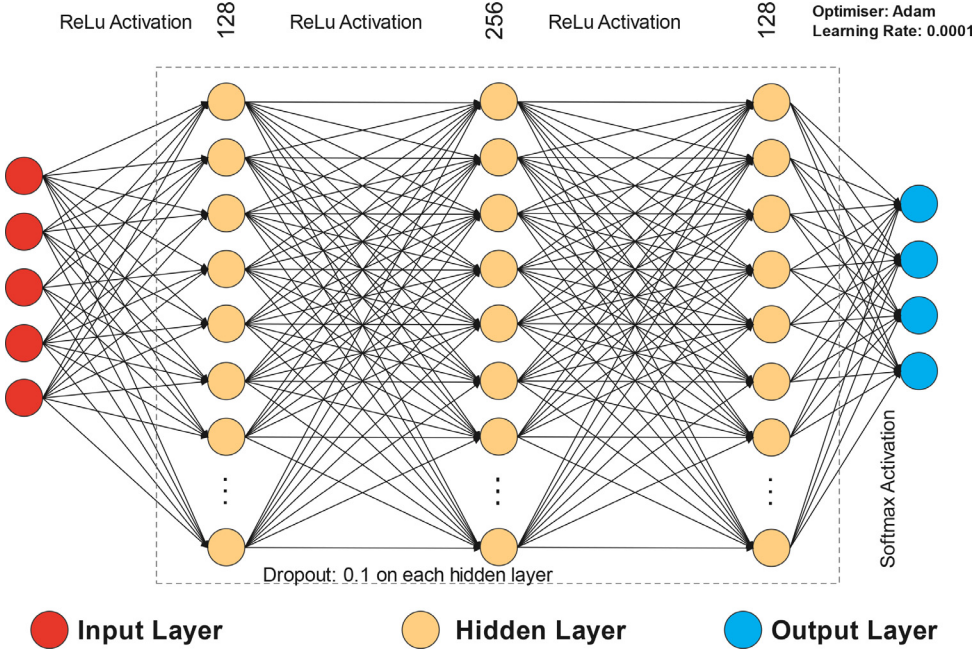 ReLu Activation
128
ReLu Activation
256
ReLu Activation
128
Optimiser: Adam
Learning Rate: 0.0001
Softmax Activation
Dropout: 0.1 on each hidden layer
Input Layer
Hidden Layer
Output Layer